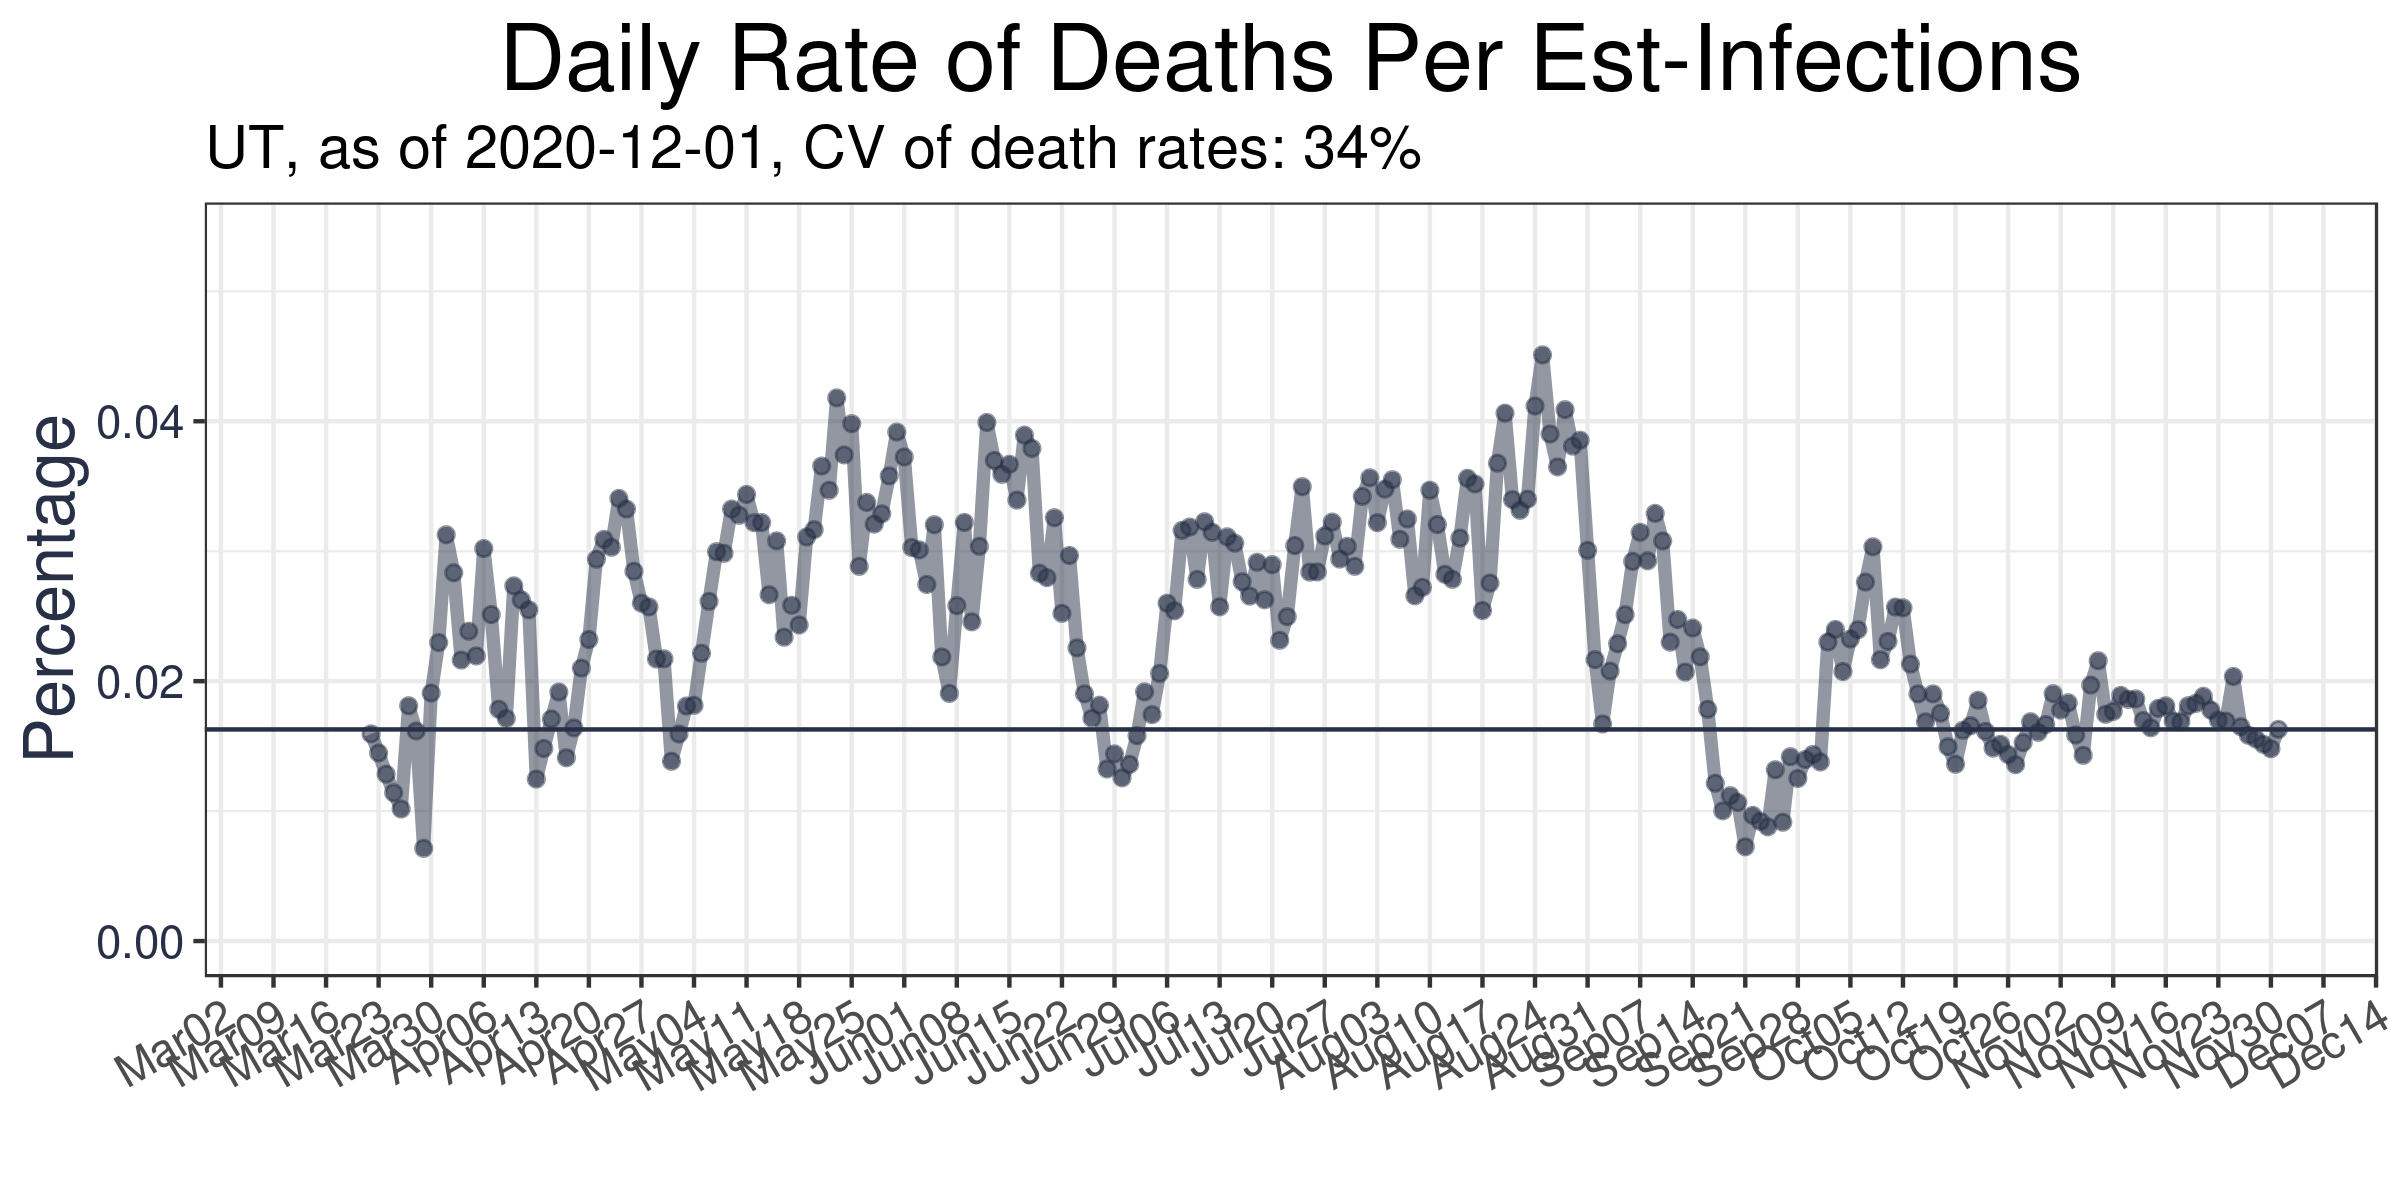 Daily Rate of Deaths Per Est-Infections
UT, as of 2020-12-01, CV of death rates: 34%
Percentage
0.04
0.02
0.00
Mar02
Mar09
Mar16
Mar23
Mar30
Apr06
Apr13
Apr20
Apr27
May04
May11
May18
May25
Jun01
Jun08
Jun15
Jun22
Jun29
Jul06
Jul13
Jul20
Jul27
Aug03
Aug10
Aug17
Aug24
Aug31
Sep07
Sep14
Sep21
Sep28
Oct05
Oct12
Oct19
Oct26
Nov02
Nov09
Nov16
Nov23
Nov30
Dec07
Dec14